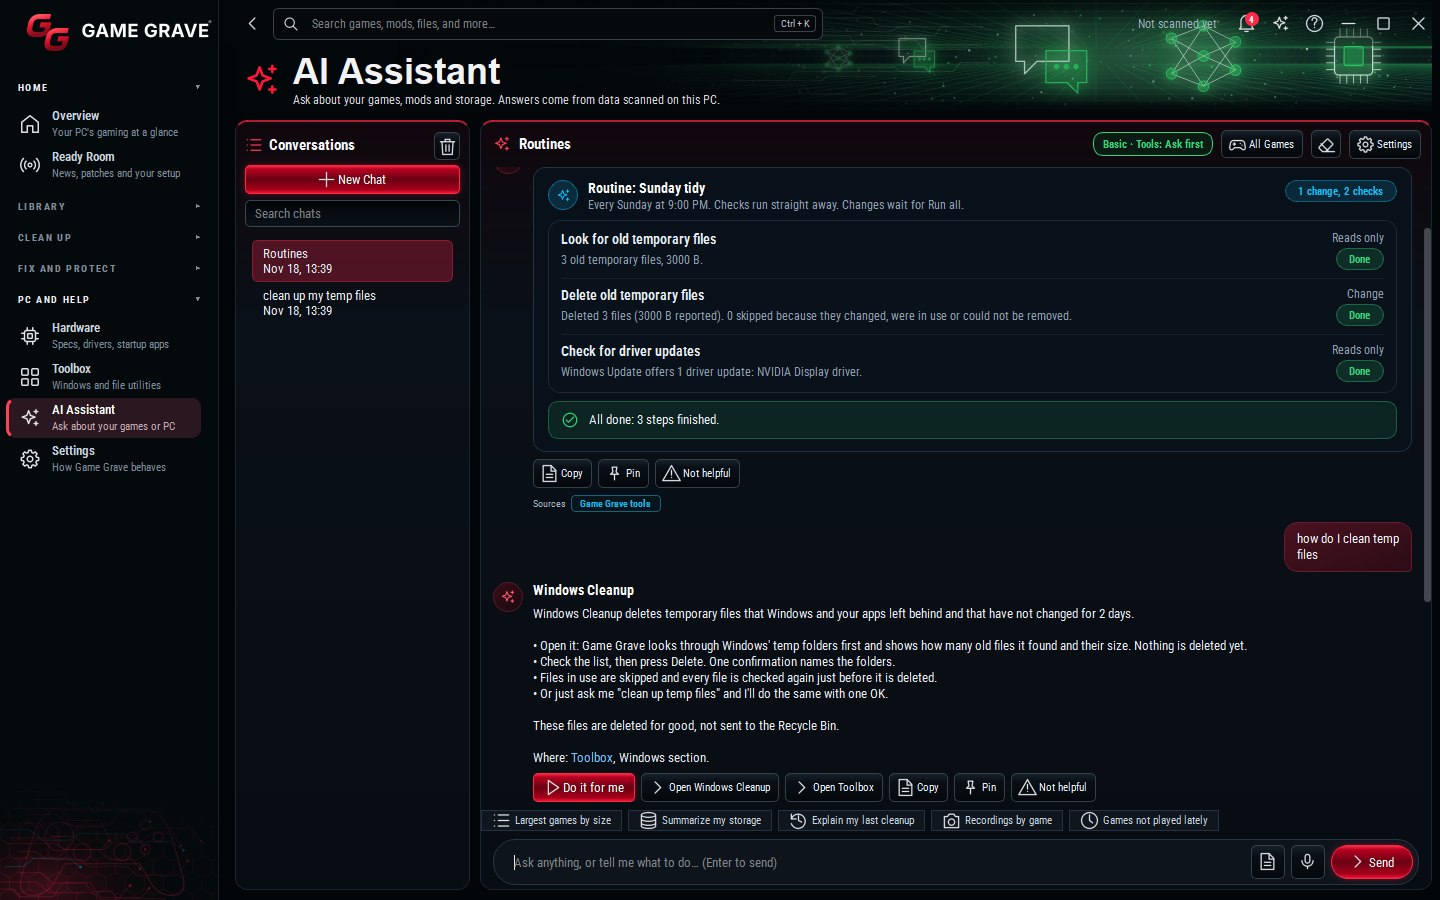 GAME GRAVE
Search games, mods, files, and more...
Ctrl + K
Not scanned yet
4
AI Assistant
Ask about your games, mods and storage. Answers come from data scanned on this PC.
HOME
Overview
Your PC's gaming at a glance
Ready Room
News, patches and your setup
LIBRARY
CLEAN UP
FIX AND PROTECT
PC AND HELP
Hardware
Specs, drivers, startup apps
Toolbox
Windows and file utilities
AI Assistant
Ask about your games or PC
Settings
How Game Grave behaves
Conversations
New Chat
Search chats
Routines
Nov 18, 13:39
clean up my temp files
Nov 18, 13:39
Routines
Basic · Tools: Ask first
All Games
Settings
Routine: Sunday tidy
Every Sunday at 9:00 PM. Checks run straight away. Changes wait for Run all.
1 change, 2 checks
Look for old temporary files
Reads only
3 old temporary files, 3000 B.
Done
Delete old temporary files
Change
Deleted 3 files (3000 B reported). 0 skipped because they changed, were in use or could not be removed.
Done
Check for driver updates
Reads only
Windows Update offers 1 driver update: NVIDIA Display driver.
Done
All done: 3 steps finished.
Copy
Pin
Not helpful
Sources
Game Grave tools
how do I clean temp
files
Windows Cleanup
Windows Cleanup deletes temporary files that Windows and your apps left behind and that have not changed for 2 days.
• Open it: Game Grave looks through Windows' temp folders first and shows how many old files it found and their size. Nothing is deleted yet.
• Check the list, then press Delete. One confirmation names the folders.
• Files in use are skipped and every file is checked again just before it is deleted.
• Or just ask me "clean up temp files" and I'll do the same with one OK.
These files are deleted for good, not sent to the Recycle Bin.
Where: Toolbox, Windows section.
Do it for me
Open Windows Cleanup
Open Toolbox
Copy
Pin
Not helpful
Largest games by size
Summarize my storage
Explain my last cleanup
Recordings by game
Games not played lately
Ask anything, or tell me what to do... (Enter to send)
Send